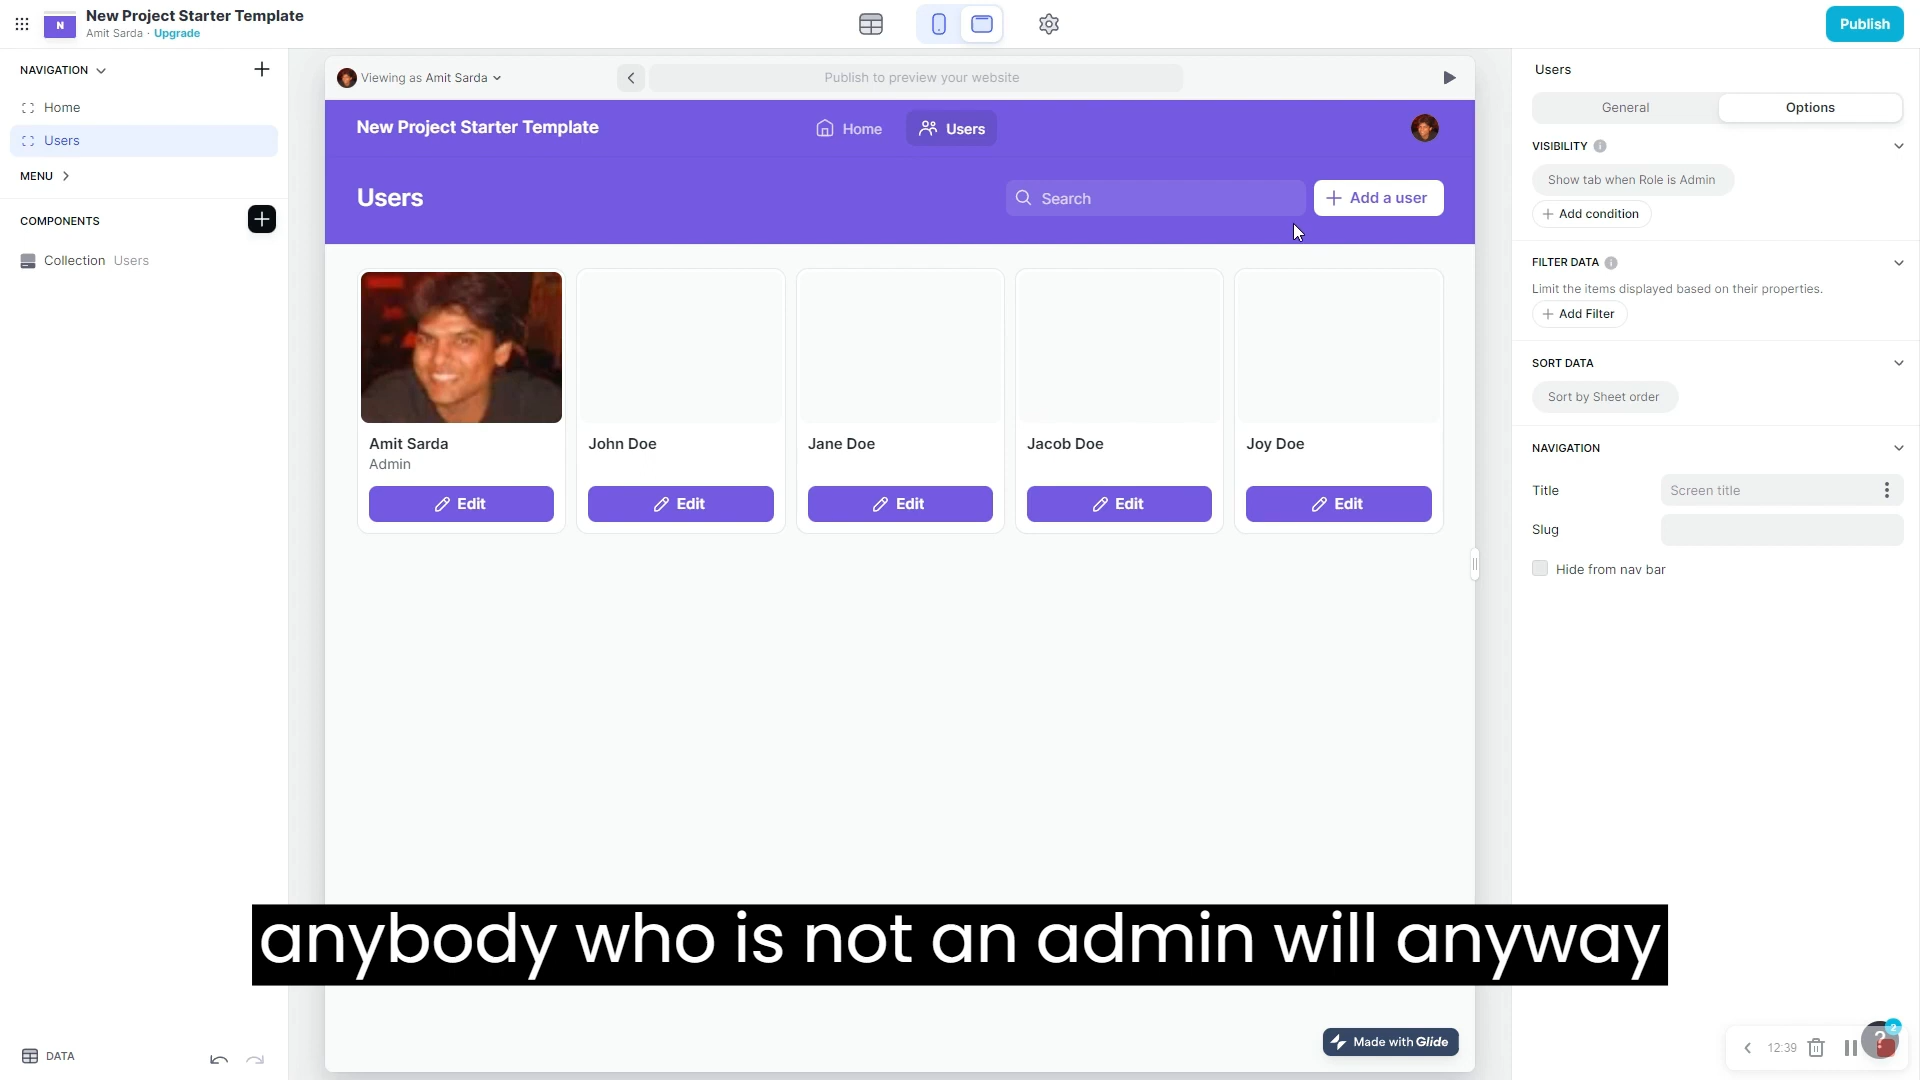 New Project Starter Template
Amit Sarda · Upgrade
N
Publish
NAVIGATION
Home
Users
MENU
COMPONENTS
Collection Users
DATA
Viewing as Amit Sarda
Publish to preview your website
New Project Starter Template
Home
Users
Users
Search
Add a user
Amit Sarda
Admin
Edit
John Doe
Edit
Jane Doe
Edit
Jacob Doe
Edit
Joy Doe
Edit
anybody who is not an admin will anyway
Made with Glide
Users
General
Options
VISIBILITY
Show tab when Role is Admin
Add condition
FILTER DATA
Limit the items displayed based on their properties.
Add Filter
SORT DATA
Sort by Sheet order
NAVIGATION
Title
Screen title
Slug
Hide from nav bar
12:39
?
2